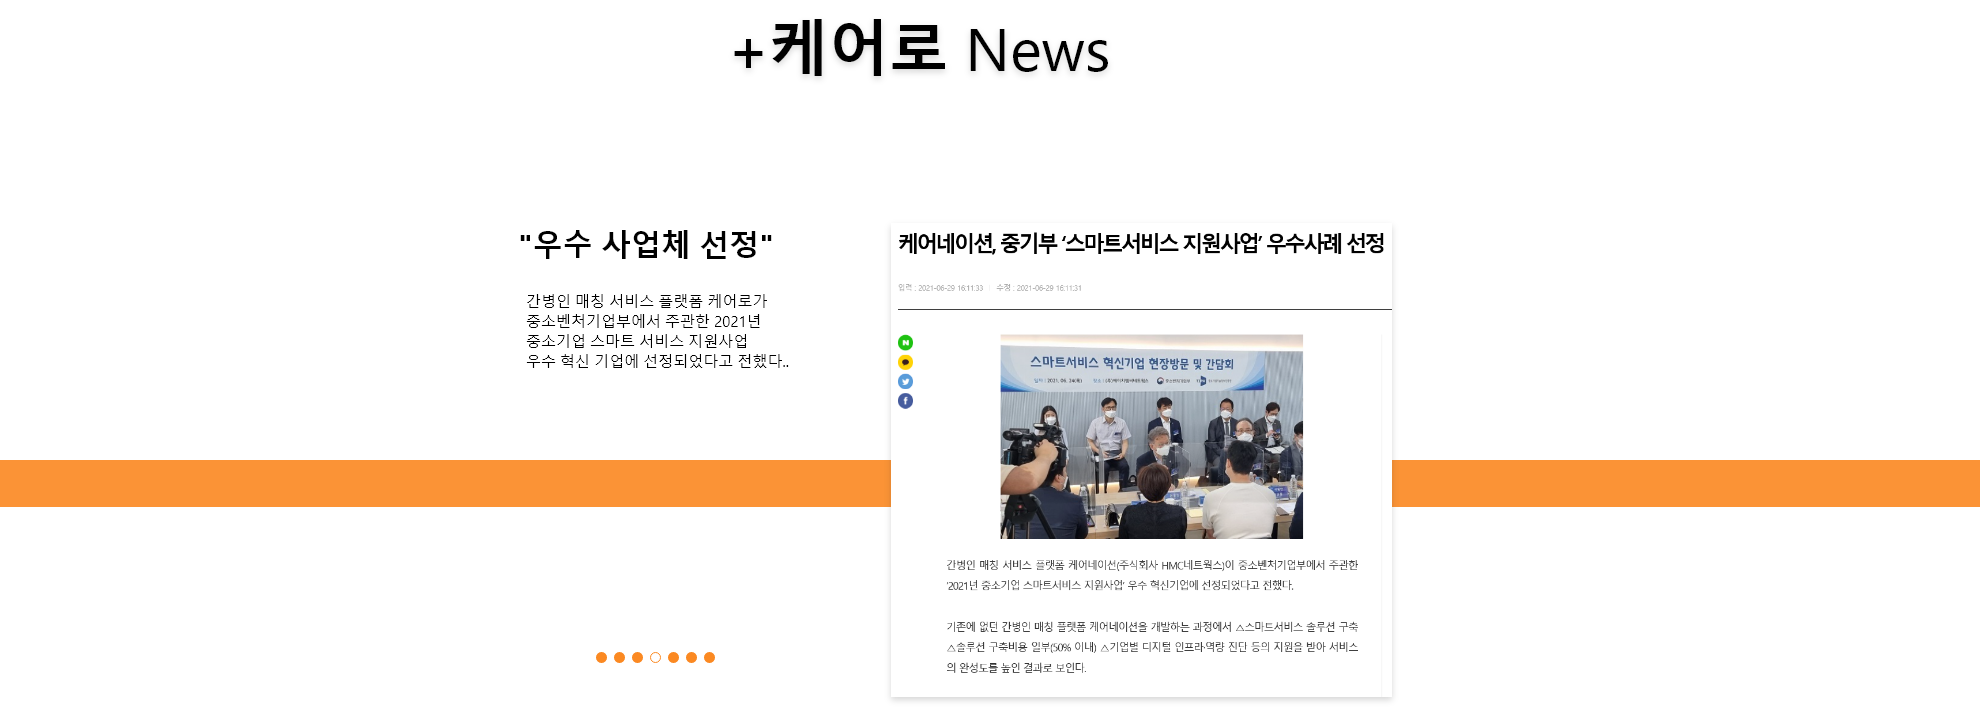 +케어로 News
"우수 사업체 선정"
간병인 매칭 서비스 플랫폼 케어로가
중소벤처기업부에서 주관한 2021년
중소기업 스마트 서비스 지원사업
우수 혁신 기업에 선정되었다고 전했다..
케어네이션, 중기부 ‘스마트서비스 지원사업’ 우수사례 선정
입력 : 2021-06-29 16:11:33 | 수정 : 2021-06-29 16:11:31
스마트서비스 혁신기업 현장방문 및 간담회
간병인 매칭 서비스 플랫폼 케어네이션(주식회사 HMC네트웍스)이 중소벤처기업부에서 주관한
‘2021년 중소기업 스마트서비스 지원사업’ 우수 혁신기업에 선정되었다고 전했다.
기존에 없던 간병인 매칭 플랫폼 케어네이션을 개발하는 과정에서 △스마트서비스 솔루션 구축
△솔루션 구축비용 일부(50% 이내) △기업별 디지털 인프라·역량 진단 등의 지원을 받아 서비스
의 완성도를 높인 결과로 보인다.